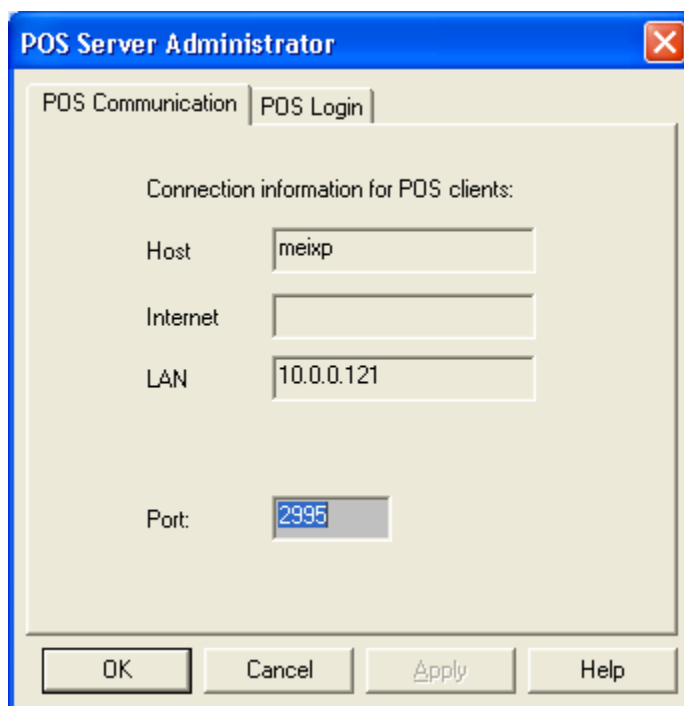 POS Server Administrator
POS Communication POS Login
Connection information for POS clients:
Host meixp
Internet
LAN 10.0.0.121
Port: 2995
OK Cancel Apply Help